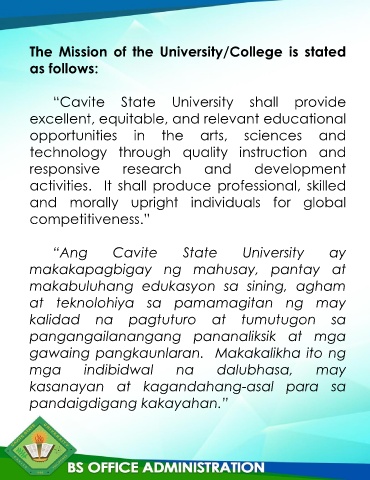 The Mission of the University/College is stated
as follows:
“Cavite State University shall provide
excellent, equitable, and relevant educational
opportunities in the arts, sciences and
technology through quality instruction and
responsive research and development
activities. It shall produce professional, skilled
and morally upright individuals for global
competitiveness.”
“Ang Cavite State University ay
makakapagbigay ng mahusay, pantay at
makabuluhang edukasyon sa sining, agham
at teknolohiya sa pamamagitan ng may
kalidad na pagtuturo at tumutugon sa
pangangailanangang pananaliksik at mga
gawaing pangkaunlaran. Makakalikha ito ng
mga indibidwal na dalubhasa, may
kasanayan at kagandahang-asal para sa
pandaigdigang kakayahan.”
BS OFFICE ADMINISTRATION